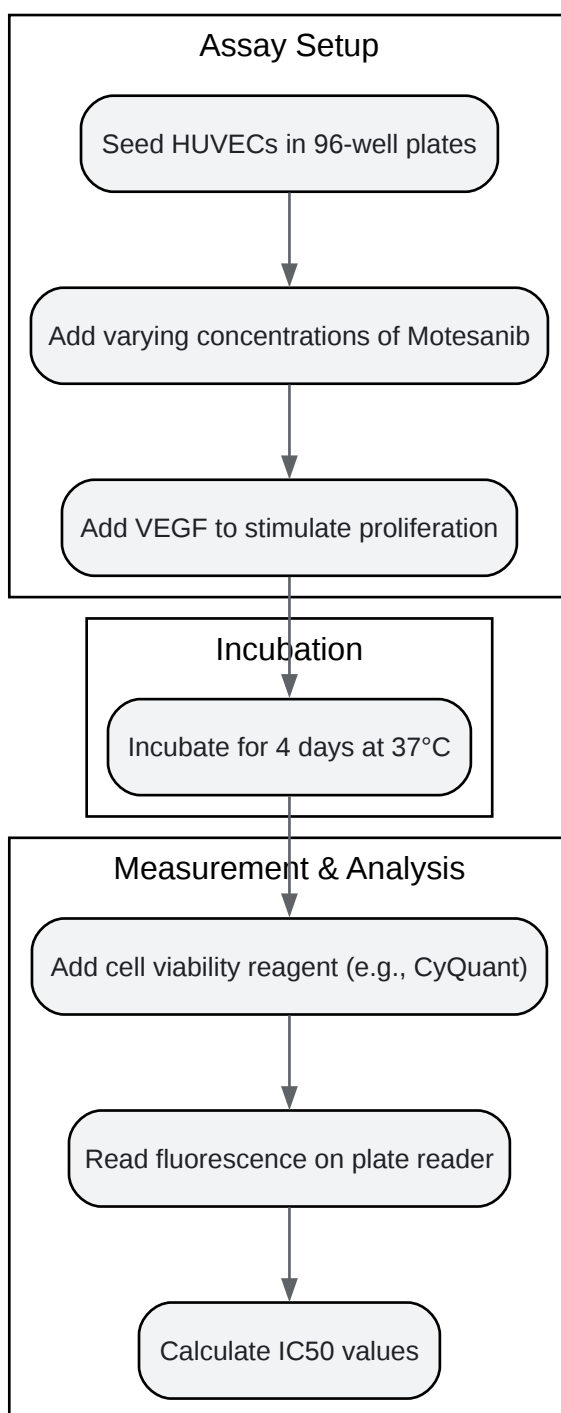 Assay Setup
Seed HUVECs in 96-well plates
Add varying concentrations of Motesanib
Add VEGF to stimulate proliferation
Incubation
Incubate for 4 days at 37°C
Measurement & Analysis
Add cell viability reagent (e.g., CyQuant)
Read fluorescence on plate reader
Calculate IC50 values